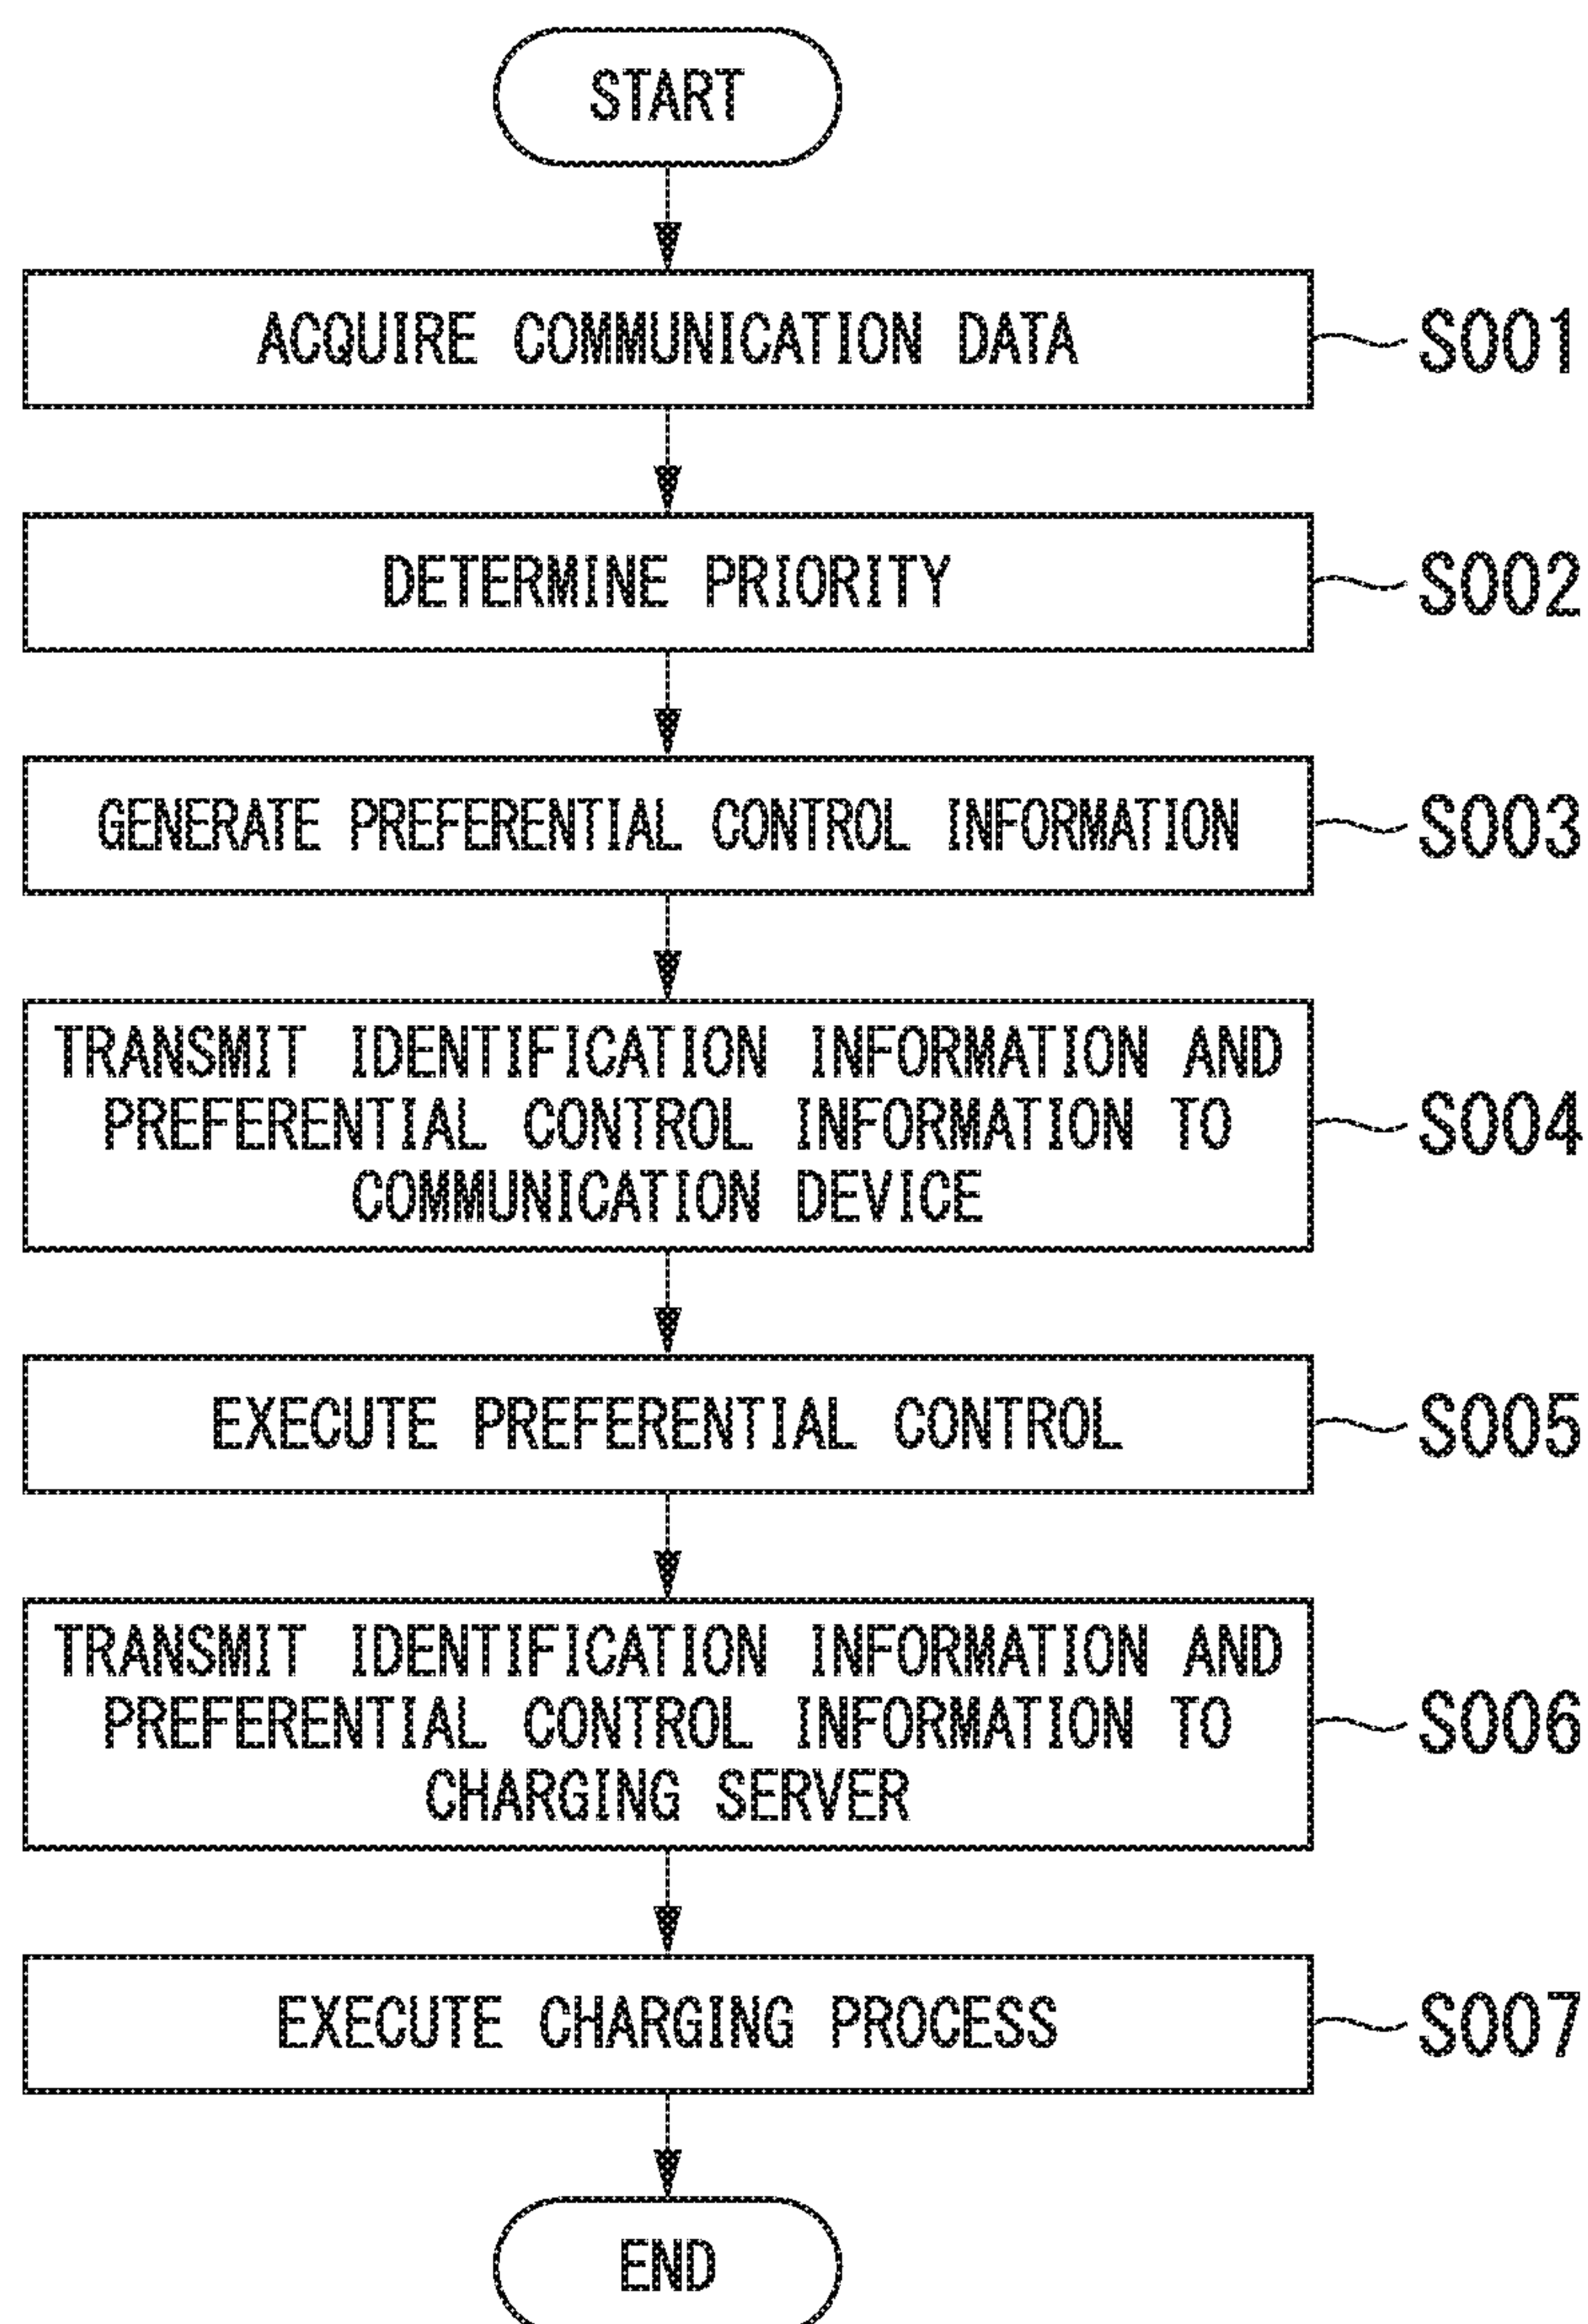 START
ACQUIRE COMMUNICATION DATA
S001
DETERMINE PRIORITY
S002
GENERATE PREFERENTIAL CONTROL INFORMATION
S003
TRANSMIT IDENTIFICATION INFORMATION AND
PREFERENTIAL CONTROL INFORMATION TO
COMMUNICATION DEVICE
S004
EXECUTE PREFERENTIAL CONTROL
S005
TRANSMIT IDENTIFICATION INFORMATION AND
PREFERENTIAL CONTROL INFORMATION TO
CHARGING SERVER
S006
EXECUTE CHARGING PROCESS
S007
END